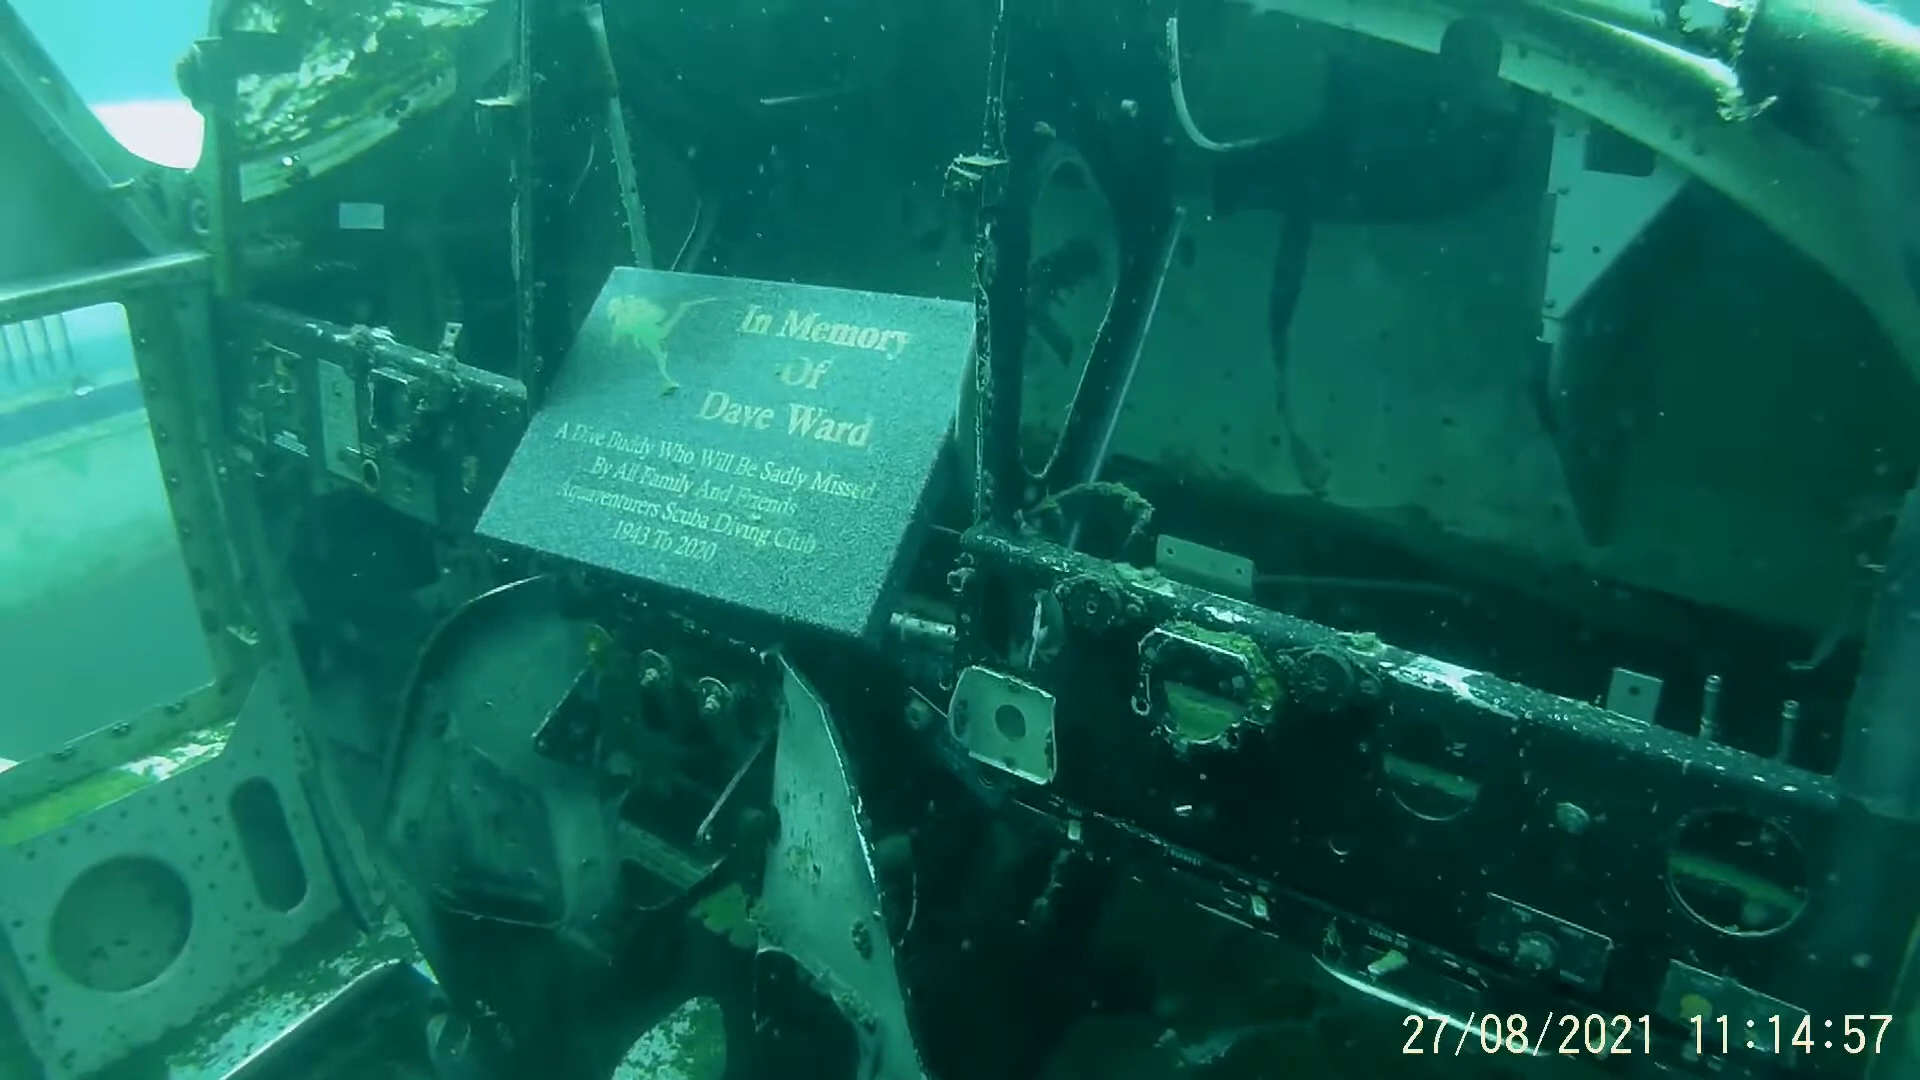 In Memory
Of
Dave Ward
A Dive Buddy Who Will Be Sadly Missed
By All Family And Friends
Aquaventurers Scuba Diving Club
1943 To 2020
27/08/2021 11:14:57